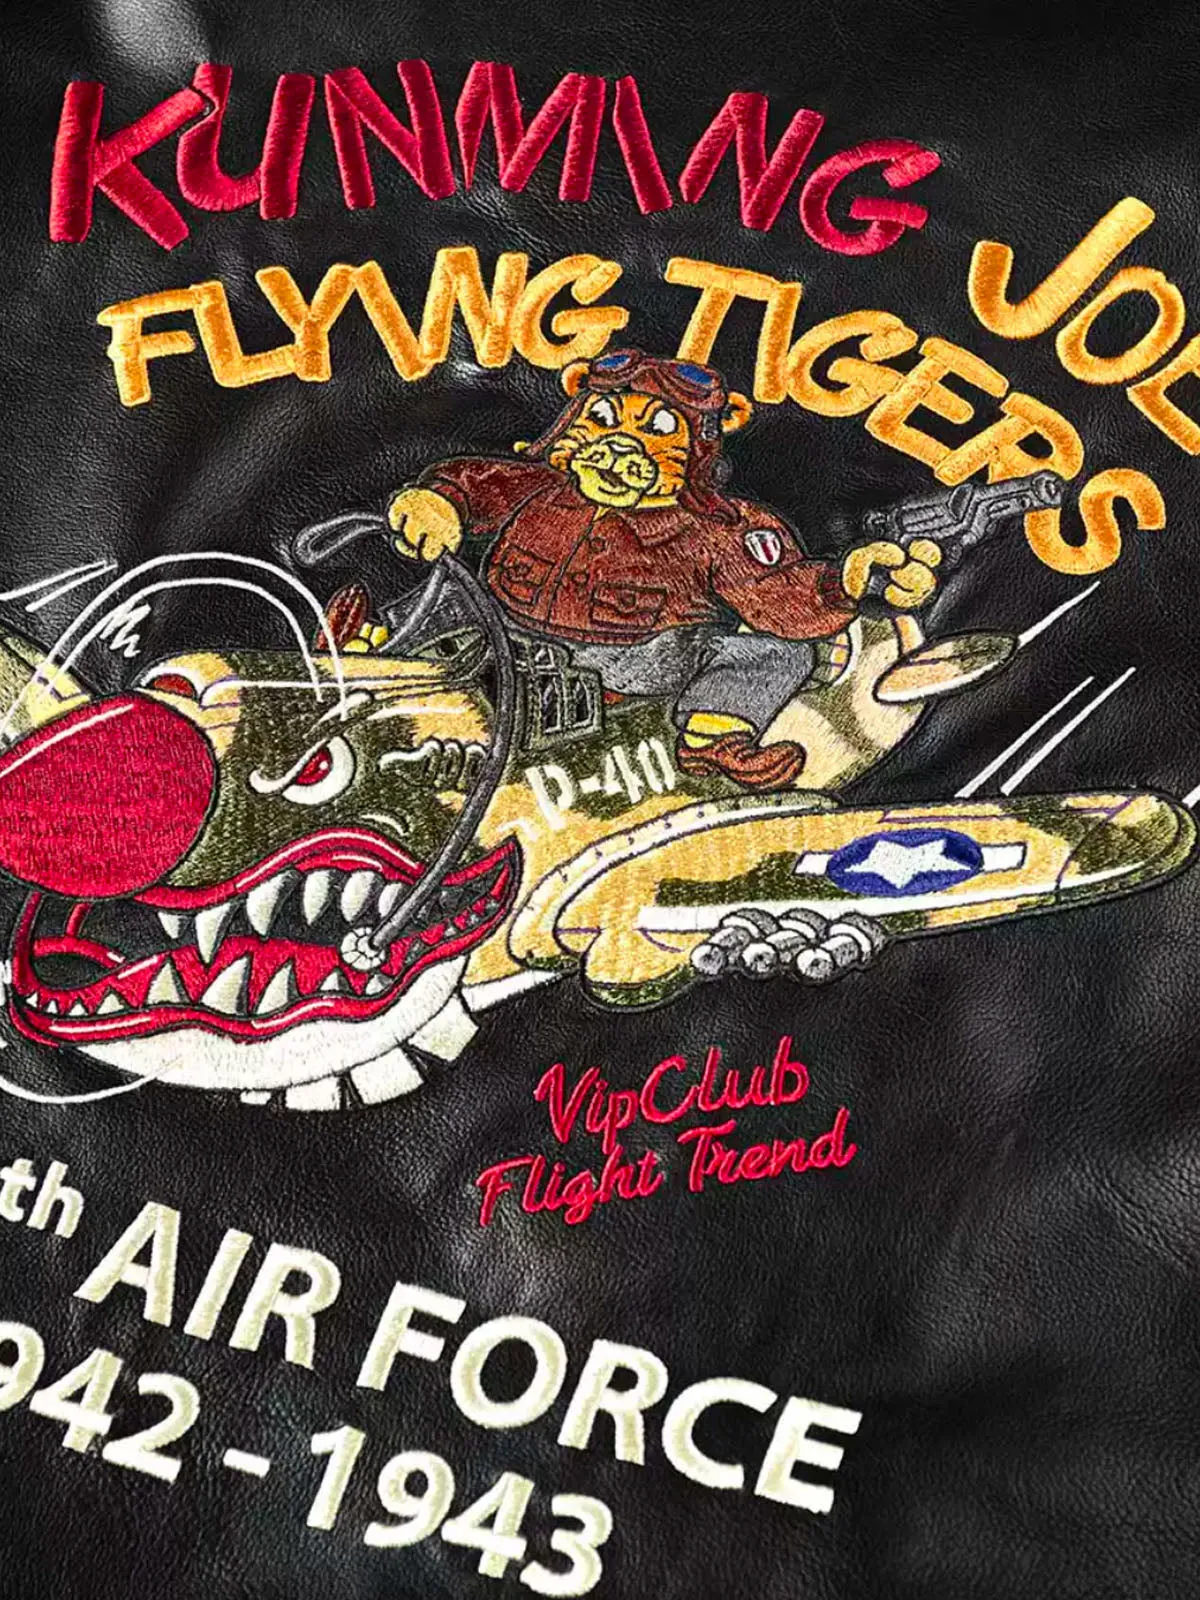 KUNMING
JOE
FLYING TIGERS
P-40
VipClub
Flight Trend
th AIR FORCE
942 - 1943